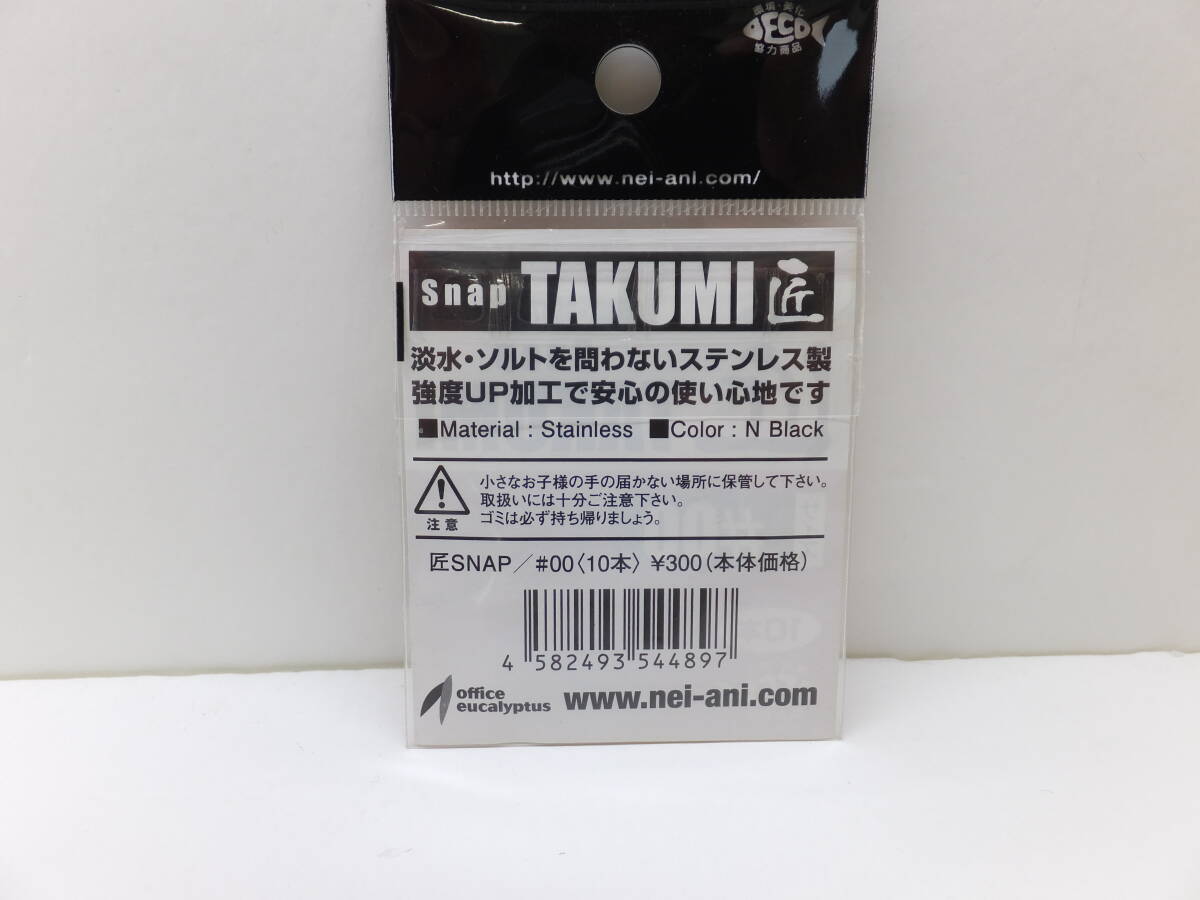 環境・美化
ECO
協力商品
http://www.nei-ani.com/
Snap TAKUMI 匠
淡水・ソルトを問わないステンレス製
強度UP加工で安心の使い心地です
■Material : Stainless ■Color : N Black
小さなお子様の手の届かない場所に保管して下さい。
取扱いには十分ご注意下さい。
ゴミは必ず持ち帰りましょう。
注意
匠SNAP／#00〈10本〉 ¥300(本体価格)
4 582493 544897
office
eucalyptus
www.nei-ani.com